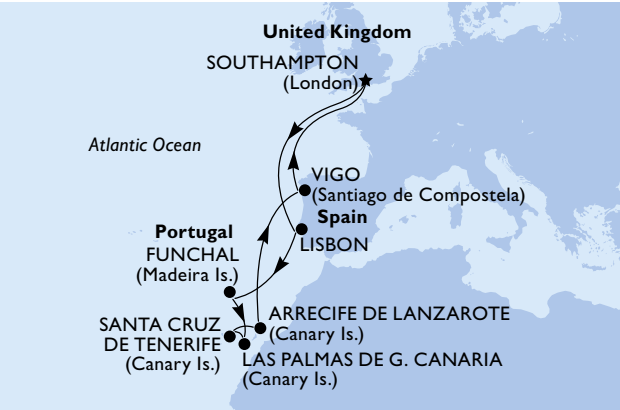 United Kingdom
SOUTHAMPTON
(London)
Atlantic Ocean
VIGO
(Santiago de Compostela)
Spain
LISBON
Portugal
FUNCHAL
(Madeira Is.)
ARRECIFE DE LANZAROTE
(Canary Is.)
SANTA CRUZ
DE TENERIFE
(Canary Is.)
LAS PALMAS DE G. CANARIA
(Canary Is.)